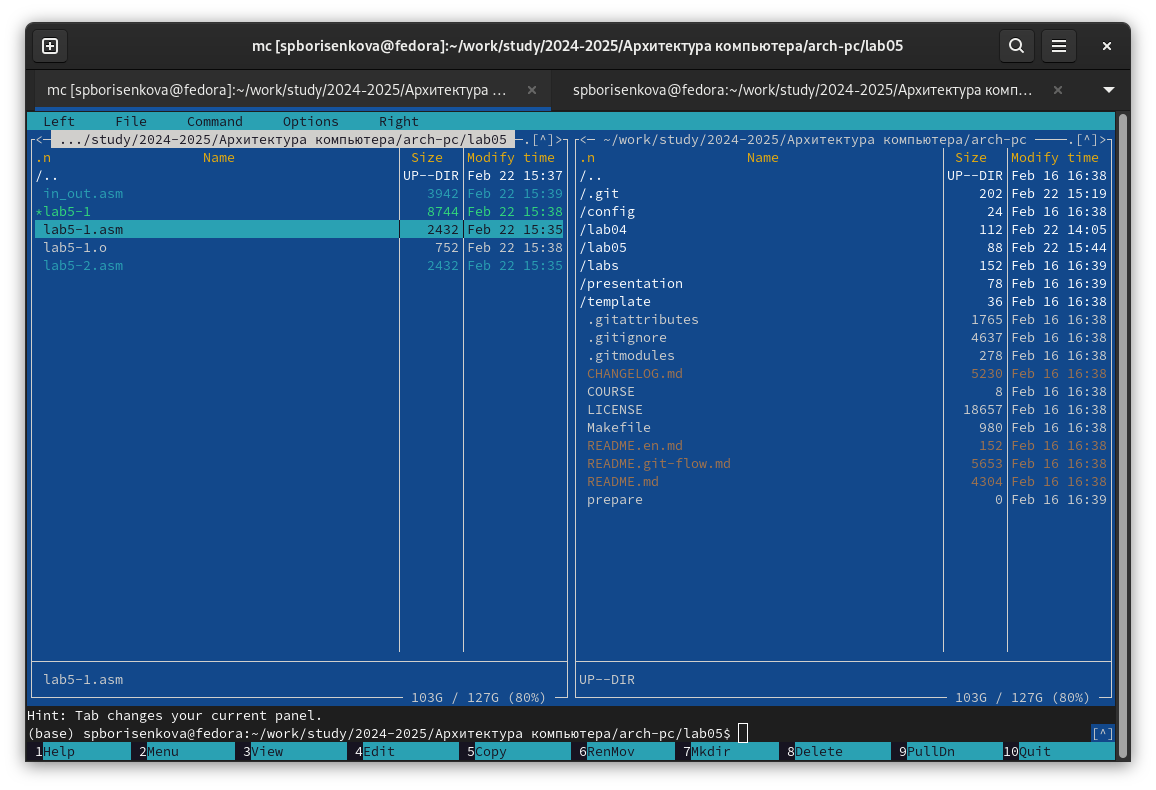 mc [spborisenkova@fedora]:~/work/study/2024-2025/Архитектура компьютера/arch-pc/lab05
mc [spborisenkova@fedora]:~/work/study/2024-2025/Архитектура ... × spborisenkova@fedora:~/work/study/2024-2025/Архитектура комп... ×
Left File Command Options Right
<─ .../study/2024-2025/Архитектура компьютера/arch-pc/lab05 ─.[^]> <─ ~/work/study/2024-2025/Архитектура компьютера/arch-pc ────.[^]>
.n Name Size Modify time .n Name Size Modify time
/.. UP--DIR Feb 22 15:37 /.. UP--DIR Feb 16 16:38
in_out.asm 3942 Feb 22 15:39 /.git 202 Feb 22 15:19
*lab5-1 8744 Feb 22 15:38 /config 24 Feb 16 16:38
lab5-1.asm 2432 Feb 22 15:35 /lab04 112 Feb 22 14:05
lab5-1.o 752 Feb 22 15:38 /lab05 88 Feb 22 15:44
lab5-2.asm 2432 Feb 22 15:35 /labs 152 Feb 16 16:39
/presentation 78 Feb 16 16:39
/template 36 Feb 16 16:38
.gitattributes 1765 Feb 16 16:38
.gitignore 4637 Feb 16 16:38
.gitmodules 278 Feb 16 16:38
CHANGELOG.md 5230 Feb 16 16:38
COURSE 8 Feb 16 16:38
LICENSE 18657 Feb 16 16:38
Makefile 980 Feb 16 16:38
README.en.md 152 Feb 16 16:38
README.git-flow.md 5653 Feb 16 16:38
README.md 4304 Feb 16 16:38
prepare 0 Feb 16 16:39
lab5-1.asm UP--DIR
103G / 127G (80%) 103G / 127G (80%)
Hint: Tab changes your current panel.
(base) spborisenkova@fedora:~/work/study/2024-2025/Архитектура компьютера/arch-pc/lab05$ [^]
1Help 2Menu 3View 4Edit 5Copy 6RenMov 7Mkdir 8Delete 9PullDn 10Quit